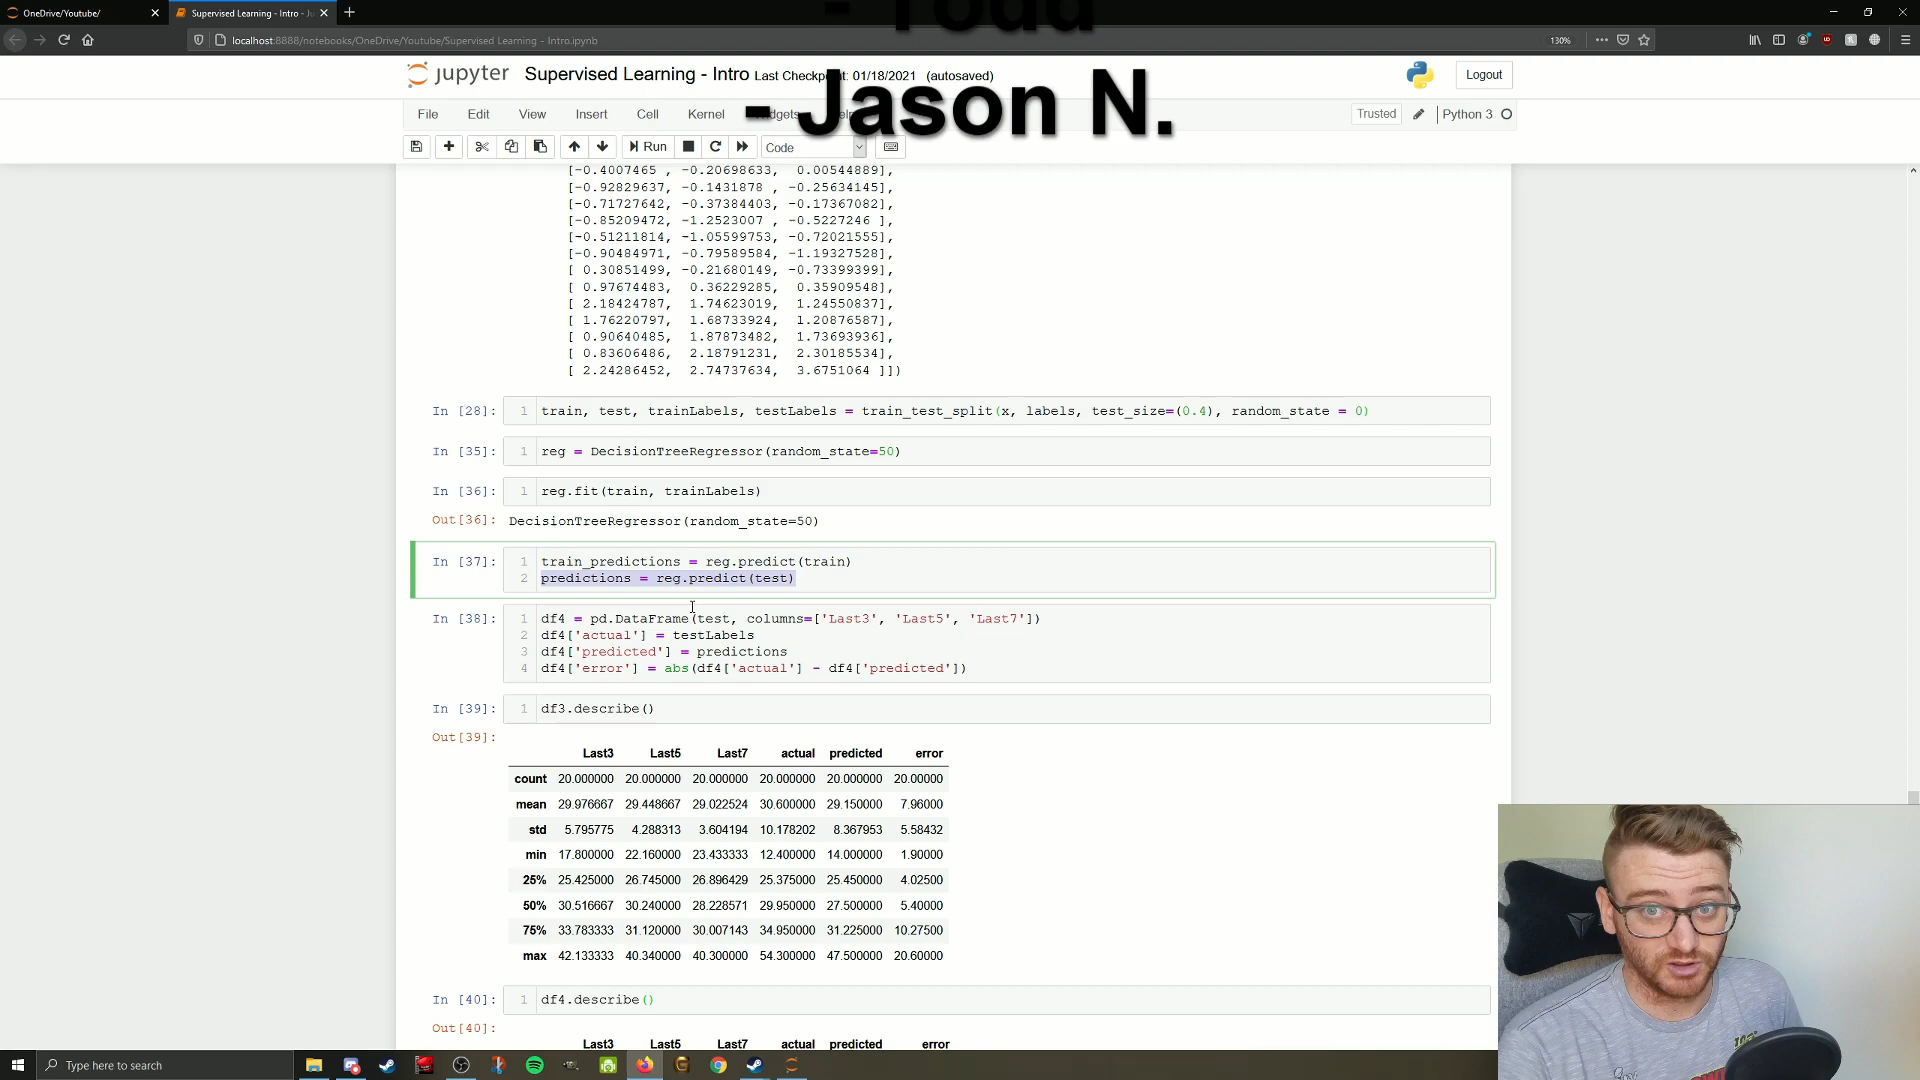 OneDrive/Youtube/
Supervised Learning - Intro - Ju
localhost:8888/notebooks/OneDrive/Youtube/Supervised Learning - Intro.ipynb
130%
- Todd
- Jason N.
jupyter Supervised Learning - Intro Last Checkpoint: 01/18/2021 (autosaved)
Logout
File Edit View Insert Cell Kernel Widgets Help
Trusted Python 3
Run Code
[-0.4007465 , -0.20698633, 0.00544889],
[-0.92829637, -0.1431878 , -0.25634145],
[-0.71727642, -0.37384403, -0.17367082],
[-0.85209472, -1.2523007 , -0.5227246 ],
[-0.51211814, -1.05599753, -0.72021555],
[-0.90484971, -0.79589584, -1.19327528],
[ 0.30851499, -0.21680149, -0.73399399],
[ 0.97674483, 0.36229285, 0.35909548],
[ 2.18424787, 1.74623019, 1.24550837],
[ 1.76220797, 1.68733924, 1.20876587],
[ 0.90640485, 1.87873482, 1.73693936],
[ 0.83606486, 2.18791231, 2.30185534],
[ 2.24286452, 2.74737634, 3.6751064 ]])
In [28]: 1 train, test, trainLabels, testLabels = train_test_split(x, labels, test_size=(0.4), random_state = 0)
In [35]: 1 reg = DecisionTreeRegressor(random_state=50)
In [36]: 1 reg.fit(train, trainLabels)
Out[36]: DecisionTreeRegressor(random_state=50)
In [37]: 1 train_predictions = reg.predict(train)
2 predictions = reg.predict(test)
In [38]: 1 df4 = pd.DataFrame(test, columns=['Last3', 'Last5', 'Last7'])
2 df4['actual'] = testLabels
3 df4['predicted'] = predictions
4 df4['error'] = abs(df4['actual'] - df4['predicted'])
In [39]: 1 df3.describe()
Out[39]:
Last3 Last5 Last7 actual predicted error
count 20.000000 20.000000 20.000000 20.000000 20.000000 20.00000
mean 29.976667 29.448667 29.022524 30.600000 29.150000 7.96000
std 5.795775 4.288313 3.604194 10.178202 8.367953 5.58432
min 17.800000 22.160000 23.433333 12.400000 14.000000 1.90000
25% 25.425000 26.745000 26.896429 25.375000 25.450000 4.02500
50% 30.516667 30.240000 28.228571 29.950000 27.500000 5.40000
75% 33.783333 31.120000 30.007143 34.950000 31.225000 10.27500
max 42.133333 40.340000 40.300000 54.300000 47.500000 20.60000
In [40]: 1 df4.describe()
Out[40]:
Last3 Last5 Last7 actual predicted error
Type here to search